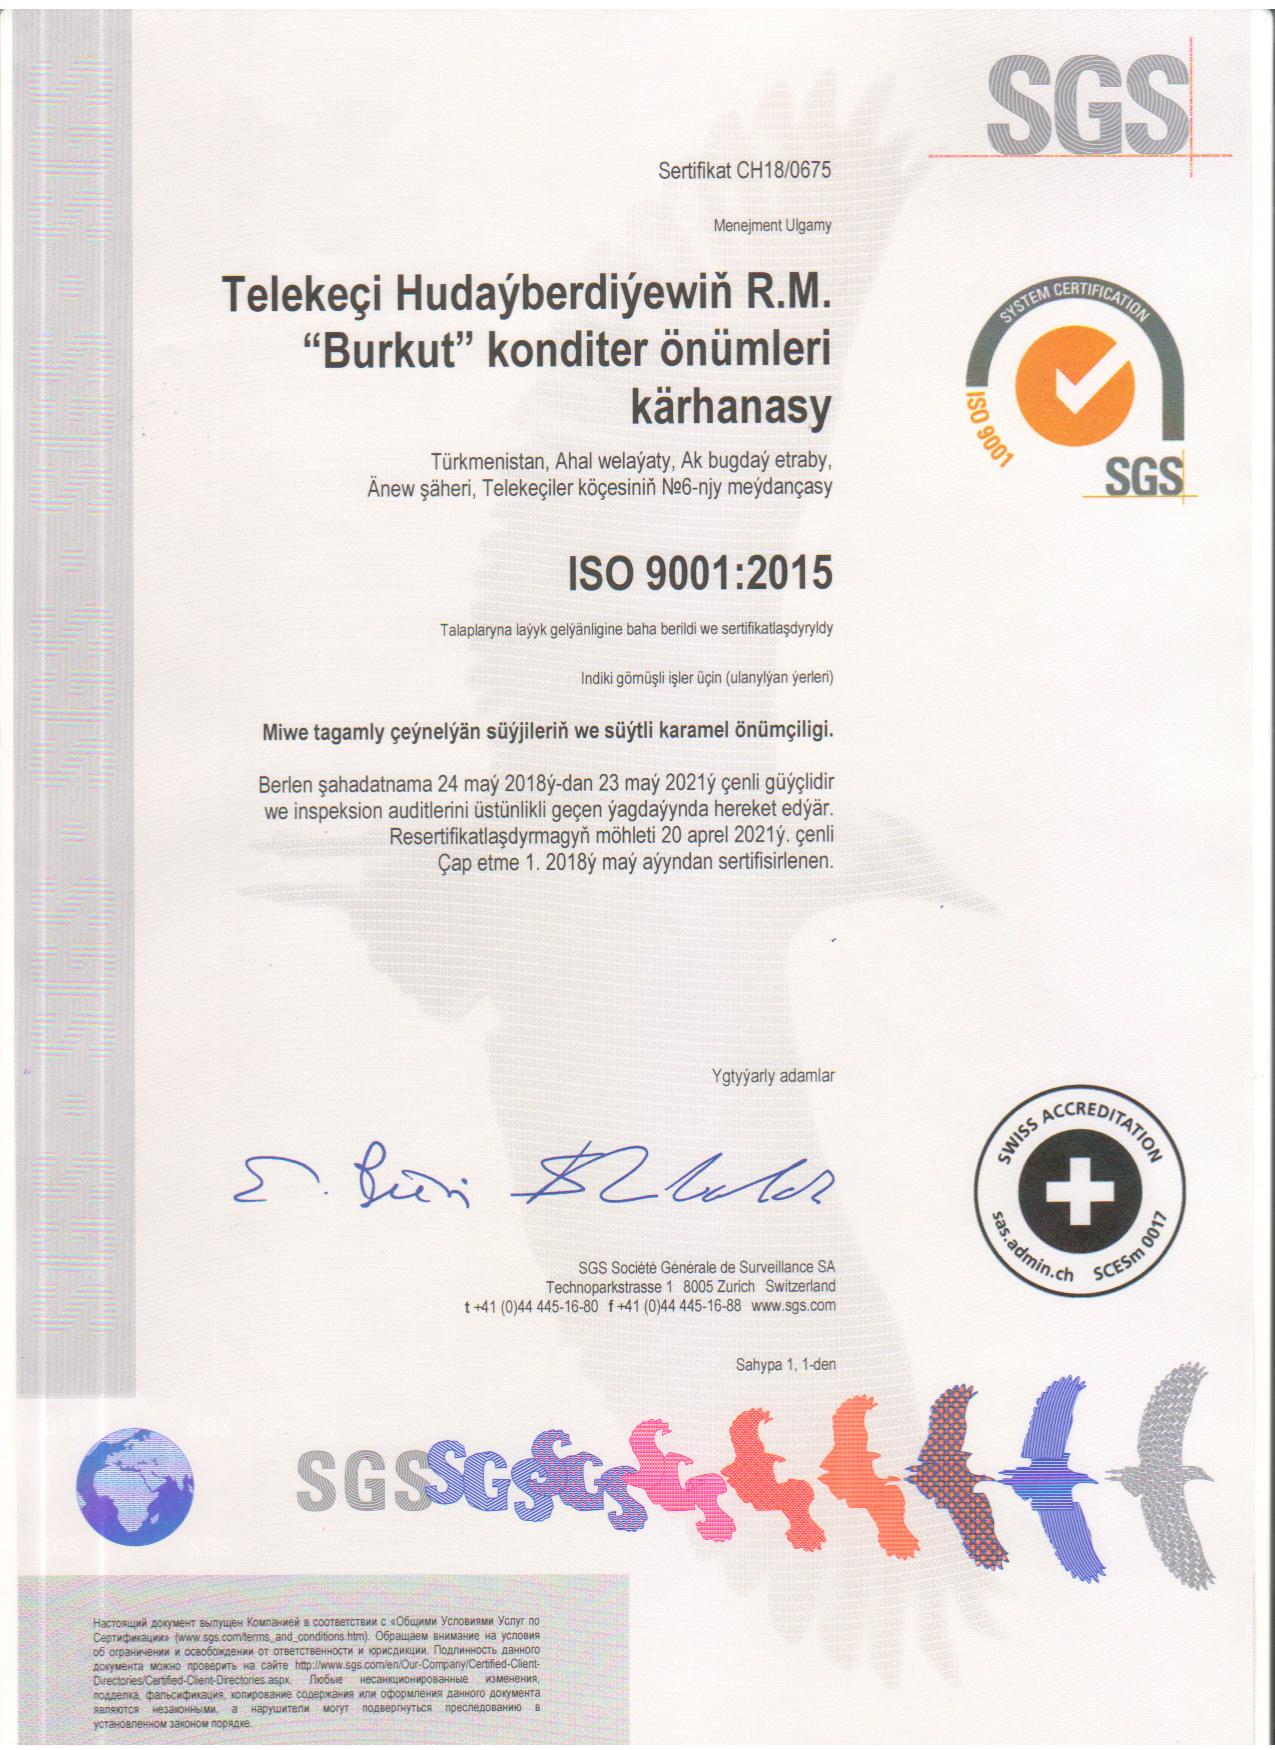 SGS
Sertifikat CH18/0675
Menejment Ulgamy
Telekeçi Hudaýberdiýewiň R.M.
“Burkut” konditer önümleri
kärhanasy
SYSTEM CERTIFICATION
ISO 9001
SGS
Türkmenistan, Ahal welaýaty, Ak bugdaý etraby,
Änew şäheri, Telekeçiler köçesiniň №6-njy meýdançasy
ISO 9001:2015
Talaplaryna laýyk gelýänligine baha berildi we sertifikatlaşdyryldy
Indiki görnüşli işler üçin (ulanylýan ýerleri)
Miwe tagamly çeýnelýän süýjileriň we süýtli karamel önümçiligi.
Berlen şahadatnama 24 maý 2018ý-dan 23 maý 2021ý çenli güýçlidir
we inspeksion auditlerini üstünlikli geçen ýagdaýynda hereket edýär.
Resertifikatlaşdyrmagyň möhleti 20 aprel 2021ý. çenli
Çap etme 1. 2018ý maý aýyndan sertifisirlenen.
Ygtyýarly adamlar
SWISS ACCREDITATION
sas.admin.ch SCESm 0017
SGS Société Générale de Surveillance SA
Technoparkstrasse 1 8005 Zurich Switzerland
t +41 (0)44 445-16-80 f +41 (0)44 445-16-88 www.sgs.com
Sahypa 1, 1-den
SGS SGS SGS
Настоящий документ выпущен Компанией в соответствии с «Общими Условиями Услуг по
Сертификации» (www.sgs.com/terms_and_conditions.htm). Обращаем внимание на условия
об ограничении и освобождении от ответственности и юрисдикции. Подлинность данного
документа можно проверить на сайте http://www.sgs.com/en/Our-Company/Certified-Client-
Directories/Certified-Client-Directories.aspx. Любые несанкционированные изменения,
подделка, фальсификация, копирование содержания или оформления данного документа
являются незаконными, а нарушители могут подвергнуться преследованию в
установленном законом порядке.